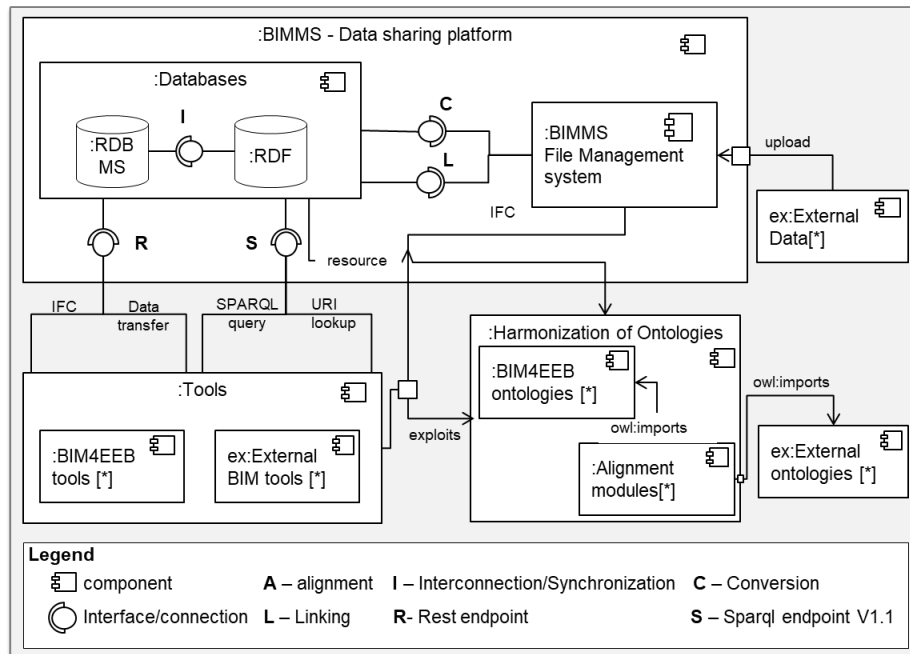 :BIMMS - Data sharing platform
:Databases
I
:RDB
MS
:RDF
C
L
:BIMMS
File Management
system
upload
ex:External
Data[*]
IFC
R
S
resource
IFC
Data
transfer
SPARQL
query
URI
lookup
:Harmonization of Ontologies
:BIM4EEB
ontologies [*]
owl:imports
:Tools
exploits
owl:imports
:BIM4EEB
tools [*]
ex:External
BIM tools [*]
:Alignment
modules[*]
ex:External
ontologies [*]
Legend
component
A – alignment
I – Interconnection/Synchronization
C – Conversion
Interface/connection
L – Linking
R- Rest endpoint
S – Sparql endpoint V1.1